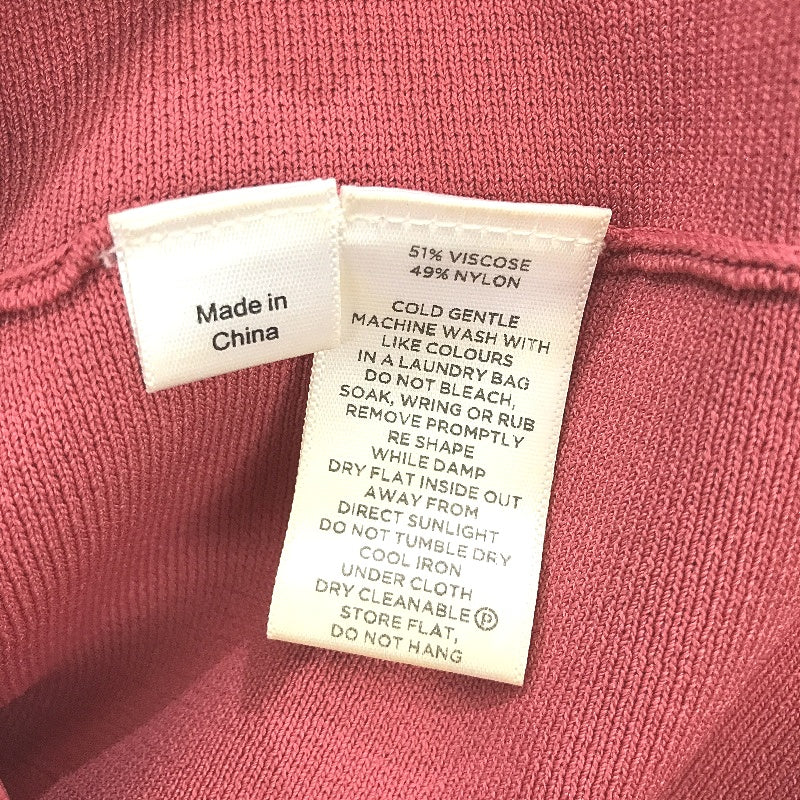 Made in
China
51% VISCOSE
49% NYLON
COLD GENTLE
MACHINE WASH WITH
LIKE COLOURS
IN A LAUNDRY BAG
DO NOT BLEACH,
SOAK, WRING OR RUB
REMOVE PROMPTLY
RE SHAPE
WHILE DAMP
DRY FLAT INSIDE OUT
AWAY FROM
DIRECT SUNLIGHT
DO NOT TUMBLE DRY
COOL IRON
UNDER CLOTH
DRY CLEANABLE Ⓟ
STORE FLAT,
DO NOT HANG